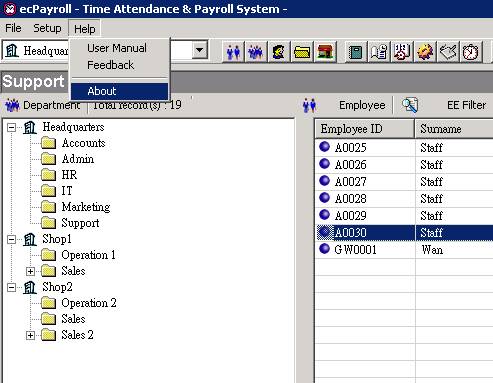 ecPayroll - Time Attendance & Payroll System -
File Setup Help
Headquar
User Manual
Feedback
About
Support
Department Total record(s) : 19
Employee EE Filter
Headquarters
Accounts
Admin
HR
IT
Marketing
Support
Shop1
Operation 1
Sales
Shop2
Operation 2
Sales
Sales 2
Employee ID Surname
A0025 Staff
A0026 Staff
A0027 Staff
A0028 Staff
A0029 Staff
A0030 Staff
GW0001 Wan